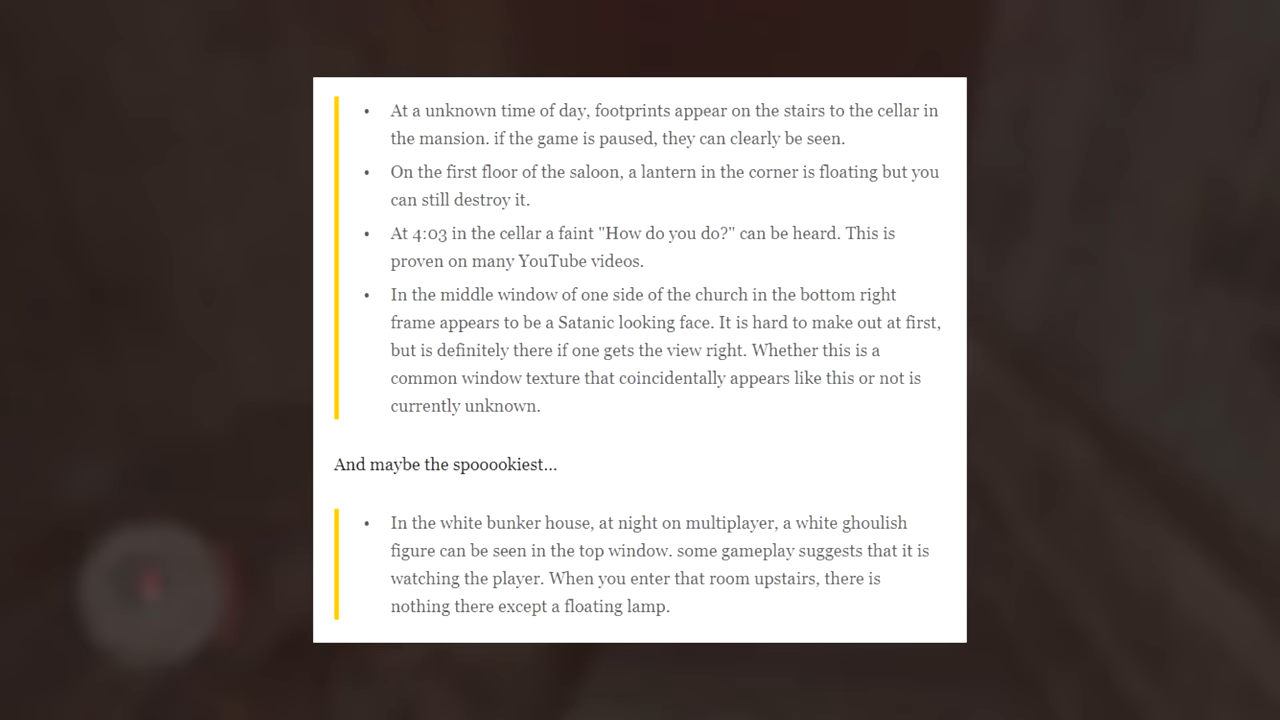 • At a unknown time of day, footprints appear on the stairs to the cellar in
the mansion. if the game is paused, they can clearly be seen.
• On the first floor of the saloon, a lantern in the corner is floating but you
can still destroy it.
• At 4:03 in the cellar a faint "How do you do?" can be heard. This is
proven on many YouTube videos.
• In the middle window of one side of the church in the bottom right
frame appears to be a Satanic looking face. It is hard to make out at first,
but is definitely there if one gets the view right. Whether this is a
common window texture that coincidentally appears like this or not is
currently unknown.
And maybe the spooookiest…
• In the white bunker house, at night on multiplayer, a white ghoulish
figure can be seen in the top window. some gameplay suggests that it is
watching the player. When you enter that room upstairs, there is
nothing there except a floating lamp.